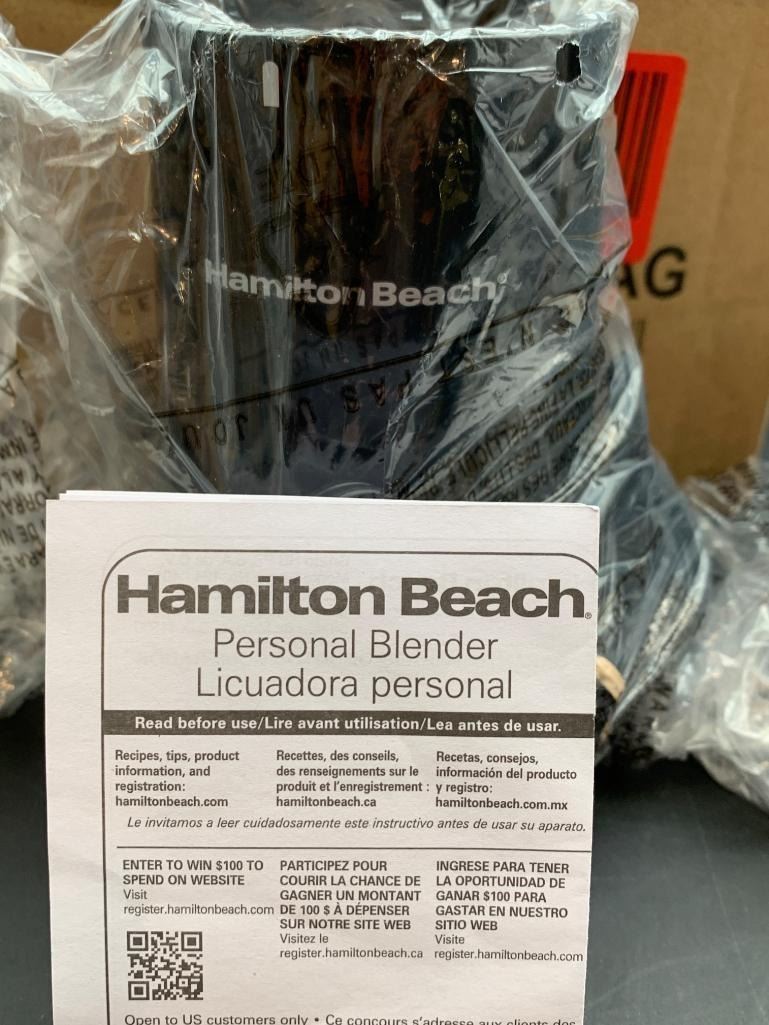 Hamilton Beach®
AG
N'EST
PAS UN JOU
Hamilton Beach®
Personal Blender
Licuadora personal
Read before use/Lire avant utilisation/Lea antes de usar.
Recipes, tips, product
information, and
registration:
hamiltonbeach.com
Recettes, des conseils,
des renseignements sur le
produit et l'enregistrement :
hamiltonbeach.ca
Recetas, consejos,
información del producto
y registro:
hamiltonbeach.com.mx
Le invitamos a leer cuidadosamente este instructivo antes de usar su aparato.
ENTER TO WIN $100 TO
SPEND ON WEBSITE
Visit
register.hamiltonbeach.com
PARTICIPEZ POUR
COURIR LA CHANCE DE
GAGNER UN MONTANT
DE 100 $ À DÉPENSER
SUR NOTRE SITE WEB
Visitez le
register.hamiltonbeach.ca
INGRESE PARA TENER
LA OPORTUNIDAD DE
GANAR $100 PARA
GASTAR EN NUESTRO
SITIO WEB
Visite
register.hamiltonbeach.com
Open to US customers only • Ce concours s'adresse aux clients des